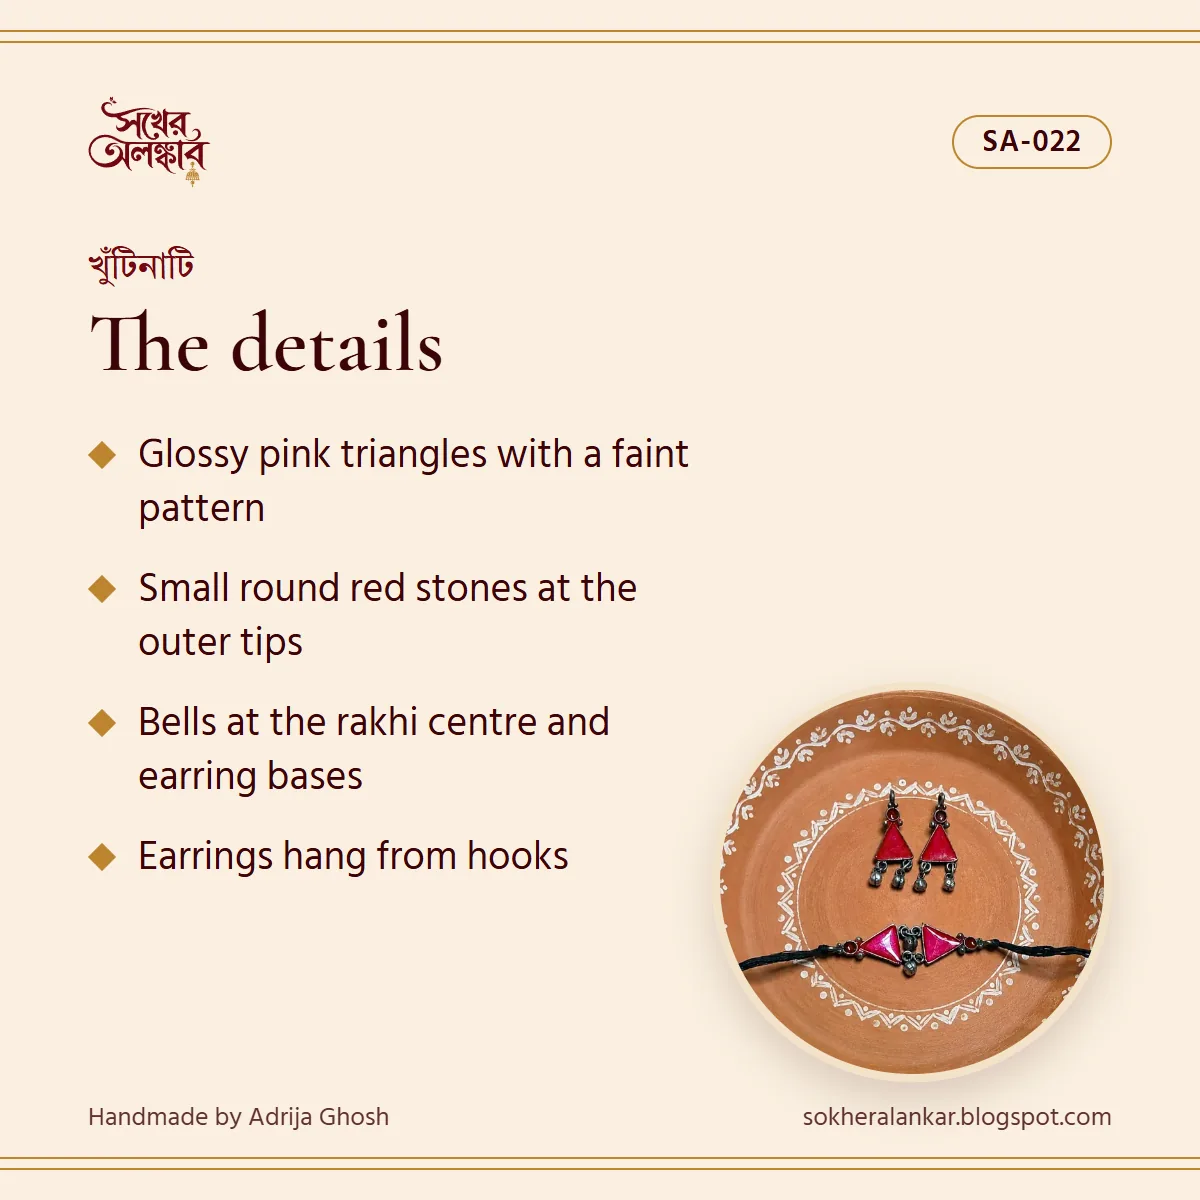 সখের
অলঙ্কার
SA-022
খুঁটিনাটি
The details
Glossy pink triangles with a faint
pattern
Small round red stones at the
outer tips
Bells at the rakhi centre and
earring bases
Earrings hang from hooks
Handmade by Adrija Ghosh
sokheralankar.blogspot.com